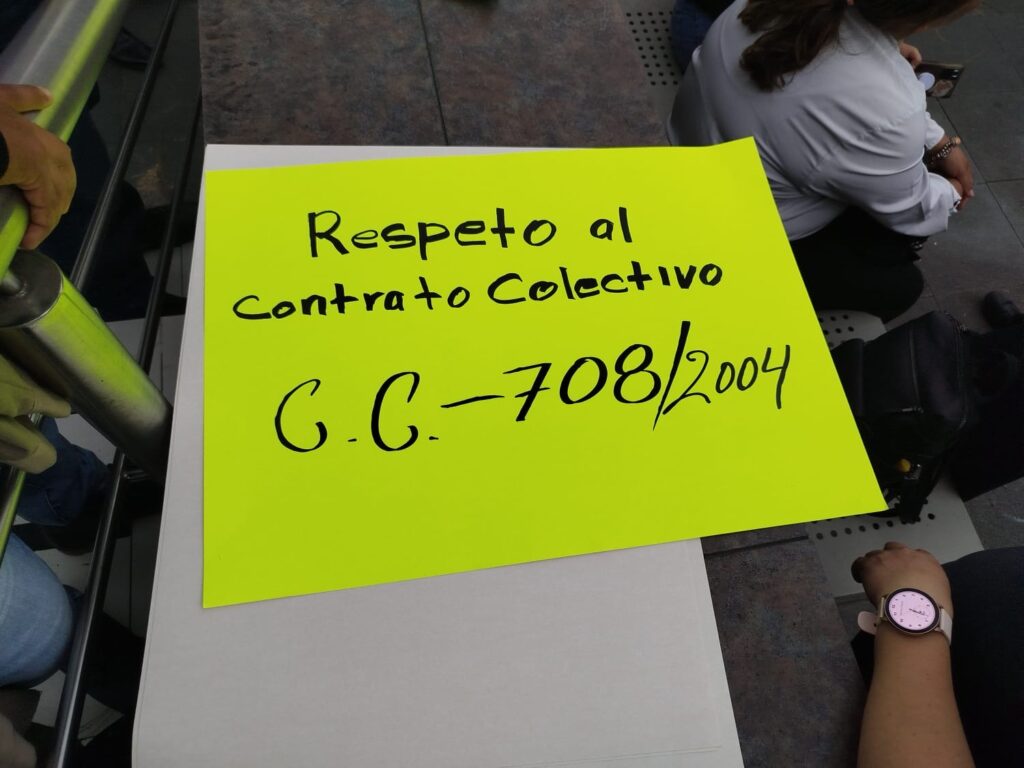 Respeto al
contrato Colectivo
C.C.-708/2004